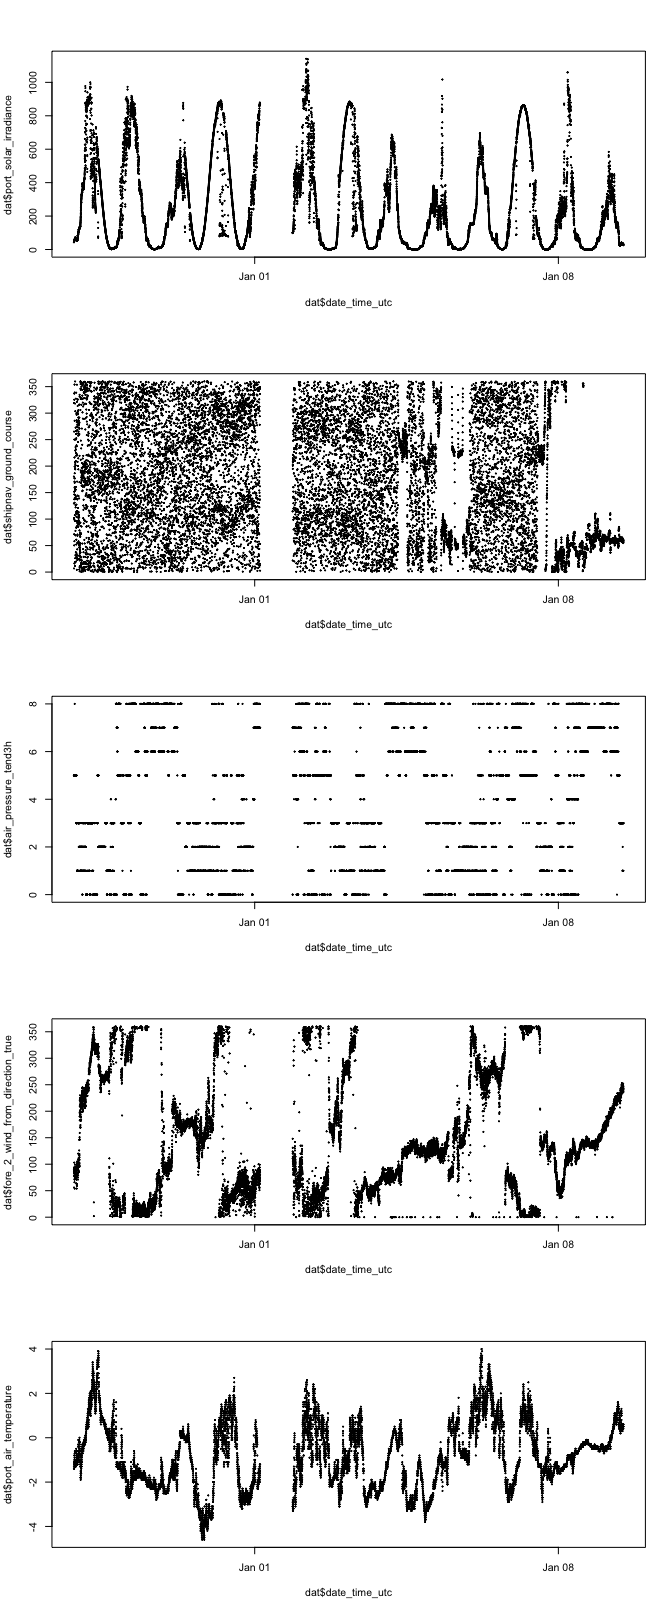 dat$port_solar_irradiance
0 200 400 600 800 1000
Jan 01 Jan 08
dat$date_time_utc
dat$shipnav_ground_course
0 50 100 150 200 250 300 350
Jan 01 Jan 08
dat$date_time_utc
dat$air_pressure_tend3h
0 2 4 6 8
Jan 01 Jan 08
dat$date_time_utc
dat$fore_2_wind_from_direction_true
0 50 100 150 200 250 300 350
Jan 01 Jan 08
dat$date_time_utc
dat$port_air_temperature
-4 -2 0 2 4
Jan 01 Jan 08
dat$date_time_utc